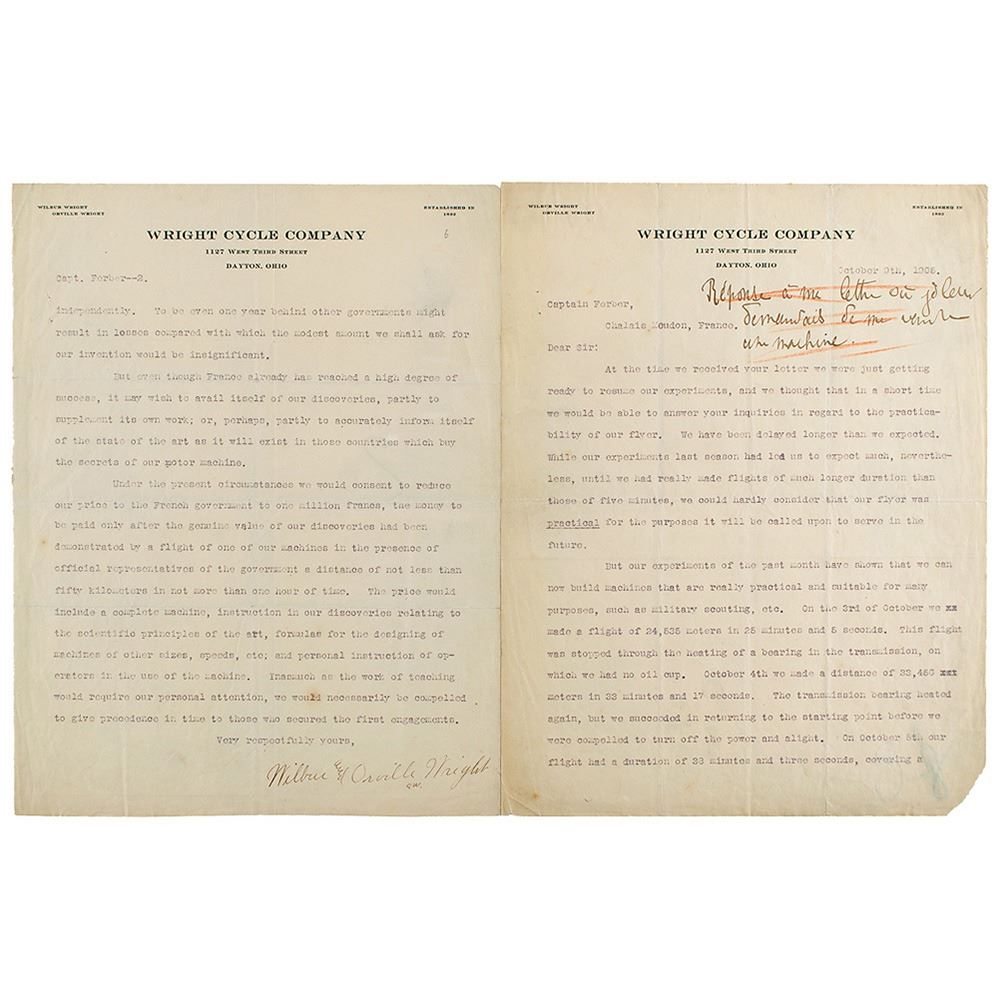 WILBUR WRIGHT
ORVILLE WRIGHT
ESTABLISHED IN
1892
WRIGHT CYCLE COMPANY
6
1127 WEST THIRD STREET
DAYTON, OHIO
Capt. Ferber--2.
independently. To be even one year behind other governments might
result in losses compared with which the modest amount we shall ask for
our invention would be insignificant.
But even though France already has reached a high degree of
success, it may wish to avail itself of our discoveries, partly to
supplement its own work; or, perhaps, partly to accurately inform itself
of the state of the art as it will exist in those countries which buy
the secrets of our motor machine.
Under the present circumstances we would consent to reduce
our price to the French government to one million francs, the money to
be paid only after the genuine value of our discoveries had been
demonstrated by a flight of one of our machines in the presence of
official representatives of the government a distance of not less than
fifty kilometers in not more than one hour of time. The price would
include a complete machine, instruction in our discoveries relating to
the scientific principles of the art, formulas for the designing of
machines of other sizes, speeds, etc; and personal instruction of op-
erators in the use of the machine. Inasmuch as the work of teaching
would require our personal attention, we would necessarily be compelled
to give precedence in time to those who secured the first engagements.
Very respectfully yours,
Wilbur & Orville Wright
OW.
WILBUR WRIGHT
ORVILLE WRIGHT
ESTABLISHED IN
1892
WRIGHT CYCLE COMPANY
1127 WEST THIRD STREET
DAYTON, OHIO
October 9th, 1905.
Réponse à ma lettre où je leur
demandais de me vendre
une machine.
Captain Ferber,
Chalais Moudon, France.
Dear Sir:
At the time we received your letter we were just getting
ready to resume our experiments, and we thought that in a short time
we would be able to answer your inquiries in regard to the practica-
bility of our flyer. We have been delayed longer than we expected.
While our experiments last season had led us to expect much, neverthe-
less, until we had really made flights of much longer duration than
those of five minutes, we could hardly consider that our flyer was
practical for the purposes it will be called upon to serve in the
future.
But our experiments of the past month have shown that we can
now build machines that are really practical and suitable for many
purposes, such as military scouting, etc. On the 3rd of October we xx
made a flight of 24,535 meters in 25 minutes and 5 seconds. This flight
was stopped through the heating of a bearing in the transmission, on
which we had no oil cup. October 4th we made a distance of 33,456 xxx
meters in 33 minutes and 17 seconds. The transmission bearing heated
again, but we succeeded in returning to the starting point before we
were compelled to turn off the power and alight. On October 5th our
flight had a duration of 38 minutes and three seconds, covering a